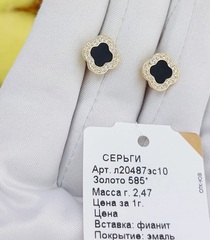 СЕРЬГИ
Арт. л20487зс10
Золото 585°
Масса г. 2,47
Цена за 1г.
Цена
Вставка: фианит
Покрытие: эмаль